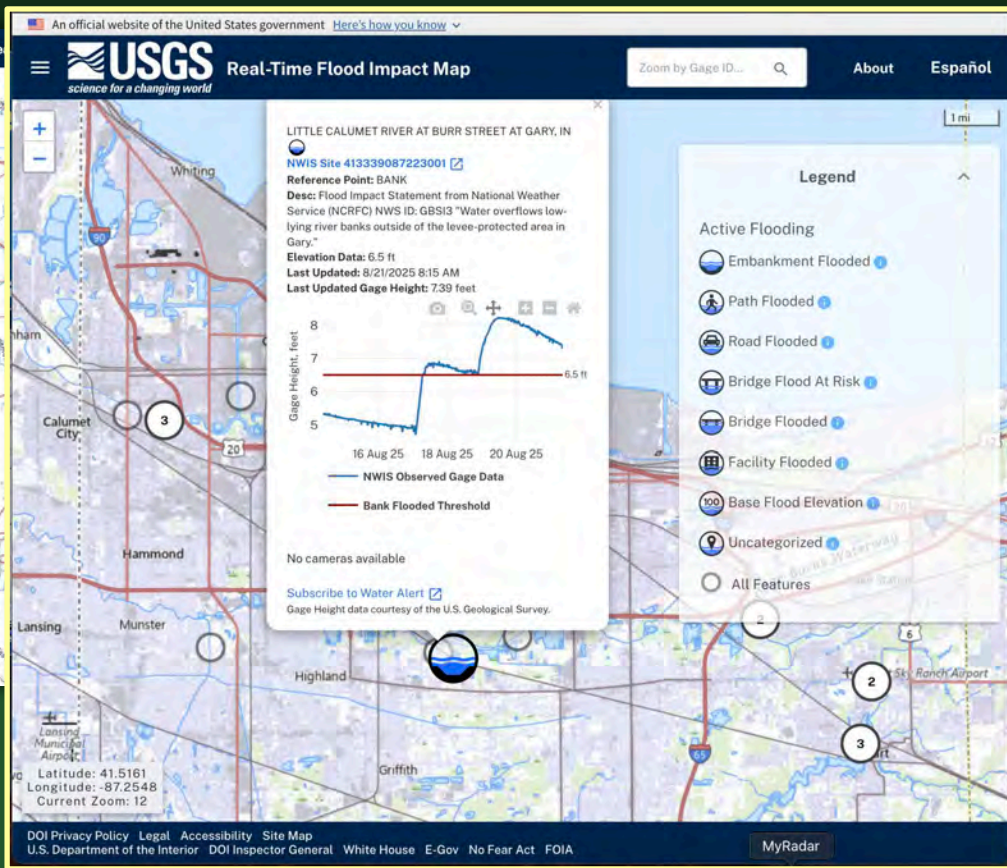 An official website of the United States government Here's how you know
USGS
science for a changing world
Real-Time Flood Impact Map
Zoom by Gage ID...
About
Español
+
−
1 mi
LITTLE CALUMET RIVER AT BURR STREET AT GARY, IN
NWIS Site 413339087223001
Reference Point: BANK
Desc: Flood Impact Statement from National Weather
Service (NCRFC) NWS ID: GBSI3 "Water overflows low-
lying river banks outside of the levee-protected area in
Gary."
Elevation Data: 6.5 ft
Last Updated: 8/21/2025 8:15 AM
Last Updated Gage Height: 7.39 feet
Gage Height, feet
8
7
6
5
6.5 ft
16 Aug 25
18 Aug 25
20 Aug 25
NWIS Observed Gage Data
Bank Flooded Threshold
No cameras available
Subscribe to Water Alert
Gage Height data courtesy of the U.S. Geological Survey.
Legend
Active Flooding
Embankment Flooded
Path Flooded
Road Flooded
Bridge Flood At Risk
Bridge Flooded
Facility Flooded
100
Base Flood Elevation
Uncategorized
All Features
Whiting
90
Calumet
City
3
20
Hammond
Lansing
Munster
Highland
Griffith
Lansing
Municipal
Airport
Burns Waterway
2
6
2
Sky Ranch Airport
3
65
Latitude: 41.5161
Longitude: -87.2548
Current Zoom: 12
DOI Privacy Policy Legal Accessibility Site Map
U.S. Department of the Interior DOI Inspector General White House E-Gov No Fear Act FOIA
MyRadar